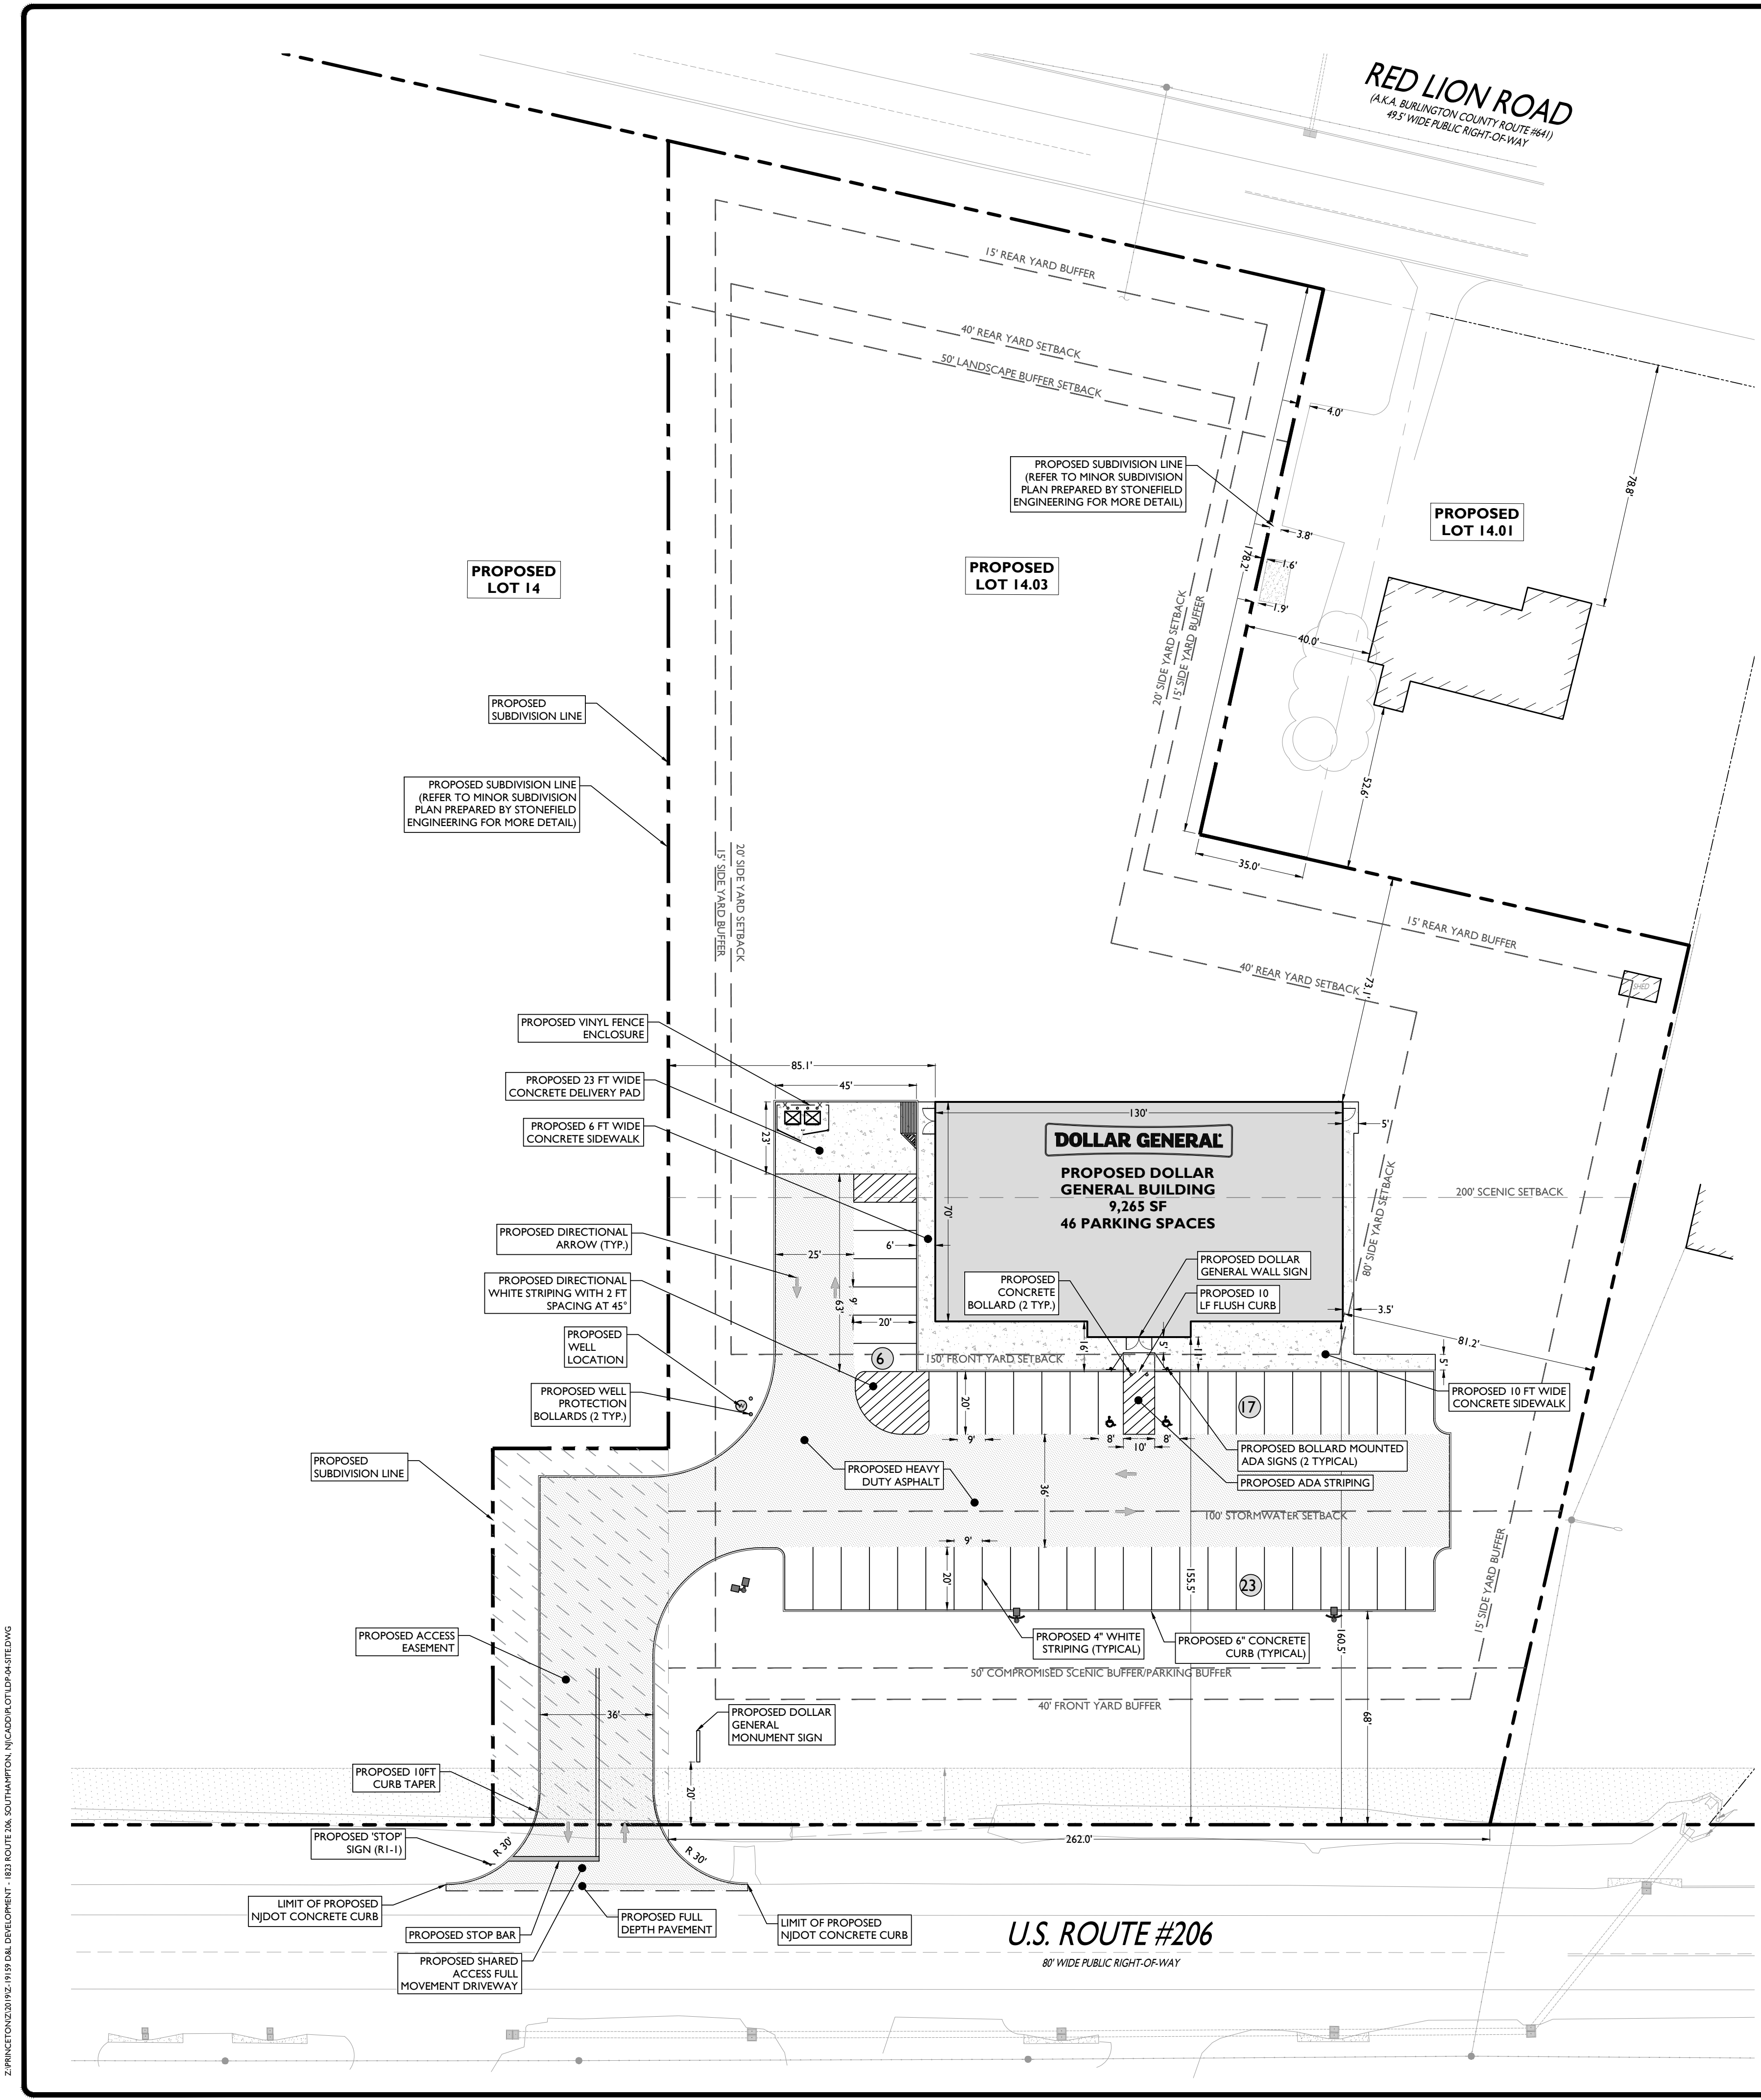 RED LION ROAD
(A.K.A. BURLINGTON COUNTY ROUTE #641)
49.5' WIDE PUBLIC RIGHT-OF-WAY
15' REAR YARD BUFFER
40' REAR YARD SETBACK
50' LANDSCAPE BUFFER SETBACK
4.0'
PROPOSED SUBDIVISION LINE
(REFER TO MINOR SUBDIVISION
PLAN PREPARED BY STONEFIELD
ENGINEERING FOR MORE DETAIL)
78.8'
PROPOSED
LOT 14.01
3.8'
178.2'
1.6'
1.9'
PROPOSED
LOT 14
PROPOSED
LOT 14.03
20' SIDE YARD SETBACK
15' SIDE YARD BUFFER
40.0'
PROPOSED
SUBDIVISION LINE
PROPOSED SUBDIVISION LINE
(REFER TO MINOR SUBDIVISION
PLAN PREPARED BY STONEFIELD
ENGINEERING FOR MORE DETAIL)
52.6'
35.0'
20' SIDE YARD SETBACK
15' SIDE YARD BUFFER
15' REAR YARD BUFFER
40' REAR YARD SETBACK
73.1'
SHED
PROPOSED VINYL FENCE
ENCLOSURE
85.1'
45'
PROPOSED 23 FT WIDE
CONCRETE DELIVERY PAD
130'
5'
23'
PROPOSED 6 FT WIDE
CONCRETE SIDEWALK
DOLLAR GENERAL
PROPOSED DOLLAR
GENERAL BUILDING
9,265 SF
46 PARKING SPACES
70'
200' SCENIC SETBACK
80' SIDE YARD SETBACK
PROPOSED DIRECTIONAL
ARROW (TYP.)
25'
6'
PROPOSED DOLLAR
GENERAL WALL SIGN
PROPOSED
CONCRETE
BOLLARD (2 TYP.)
PROPOSED 10
LF FLUSH CURB
PROPOSED DIRECTIONAL
WHITE STRIPING WITH 2 FT
SPACING AT 45°
63'
9'
20'
3.5'
81.2'
PROPOSED
WELL
LOCATION
6
150' FRONT YARD SETBACK
16'
5'
11'
5'
PROPOSED WELL
PROTECTION
BOLLARDS (2 TYP.)
W
20'
17
PROPOSED 10 FT WIDE
CONCRETE SIDEWALK
9'
8'
10'
8'
PROPOSED BOLLARD MOUNTED
ADA SIGNS (2 TYPICAL)
PROPOSED ADA STRIPING
PROPOSED
SUBDIVISION LINE
PROPOSED HEAVY
DUTY ASPHALT
36'
100' STORMWATER SETBACK
9'
20'
155.5'
23
15' SIDE YARD BUFFER
PROPOSED ACCESS
EASEMENT
PROPOSED 4" WHITE
STRIPING (TYPICAL)
PROPOSED 6" CONCRETE
CURB (TYPICAL)
160.5'
50' COMPROMISED SCENIC BUFFER/PARKING BUFFER
40' FRONT YARD BUFFER
36'
PROPOSED DOLLAR
GENERAL
MONUMENT SIGN
68'
PROPOSED 10FT
CURB TAPER
20'
PROPOSED 'STOP'
SIGN (R1-1)
R 30'
R 30'
262.0'
LIMIT OF PROPOSED
NJDOT CONCRETE CURB
PROPOSED STOP BAR
PROPOSED FULL
DEPTH PAVEMENT
LIMIT OF PROPOSED
NJDOT CONCRETE CURB
PROPOSED SHARED
ACCESS FULL
MOVEMENT DRIVEWAY
U.S. ROUTE #206
80' WIDE PUBLIC RIGHT-OF-WAY
Z:\PRINCETON\Z\2019\Z-19159 D&L DEVELOPMENT - 1823 ROUTE 206, SOUTHAMPTON, NJ\CADD\PLOT\LDP-04-SITE.DWG